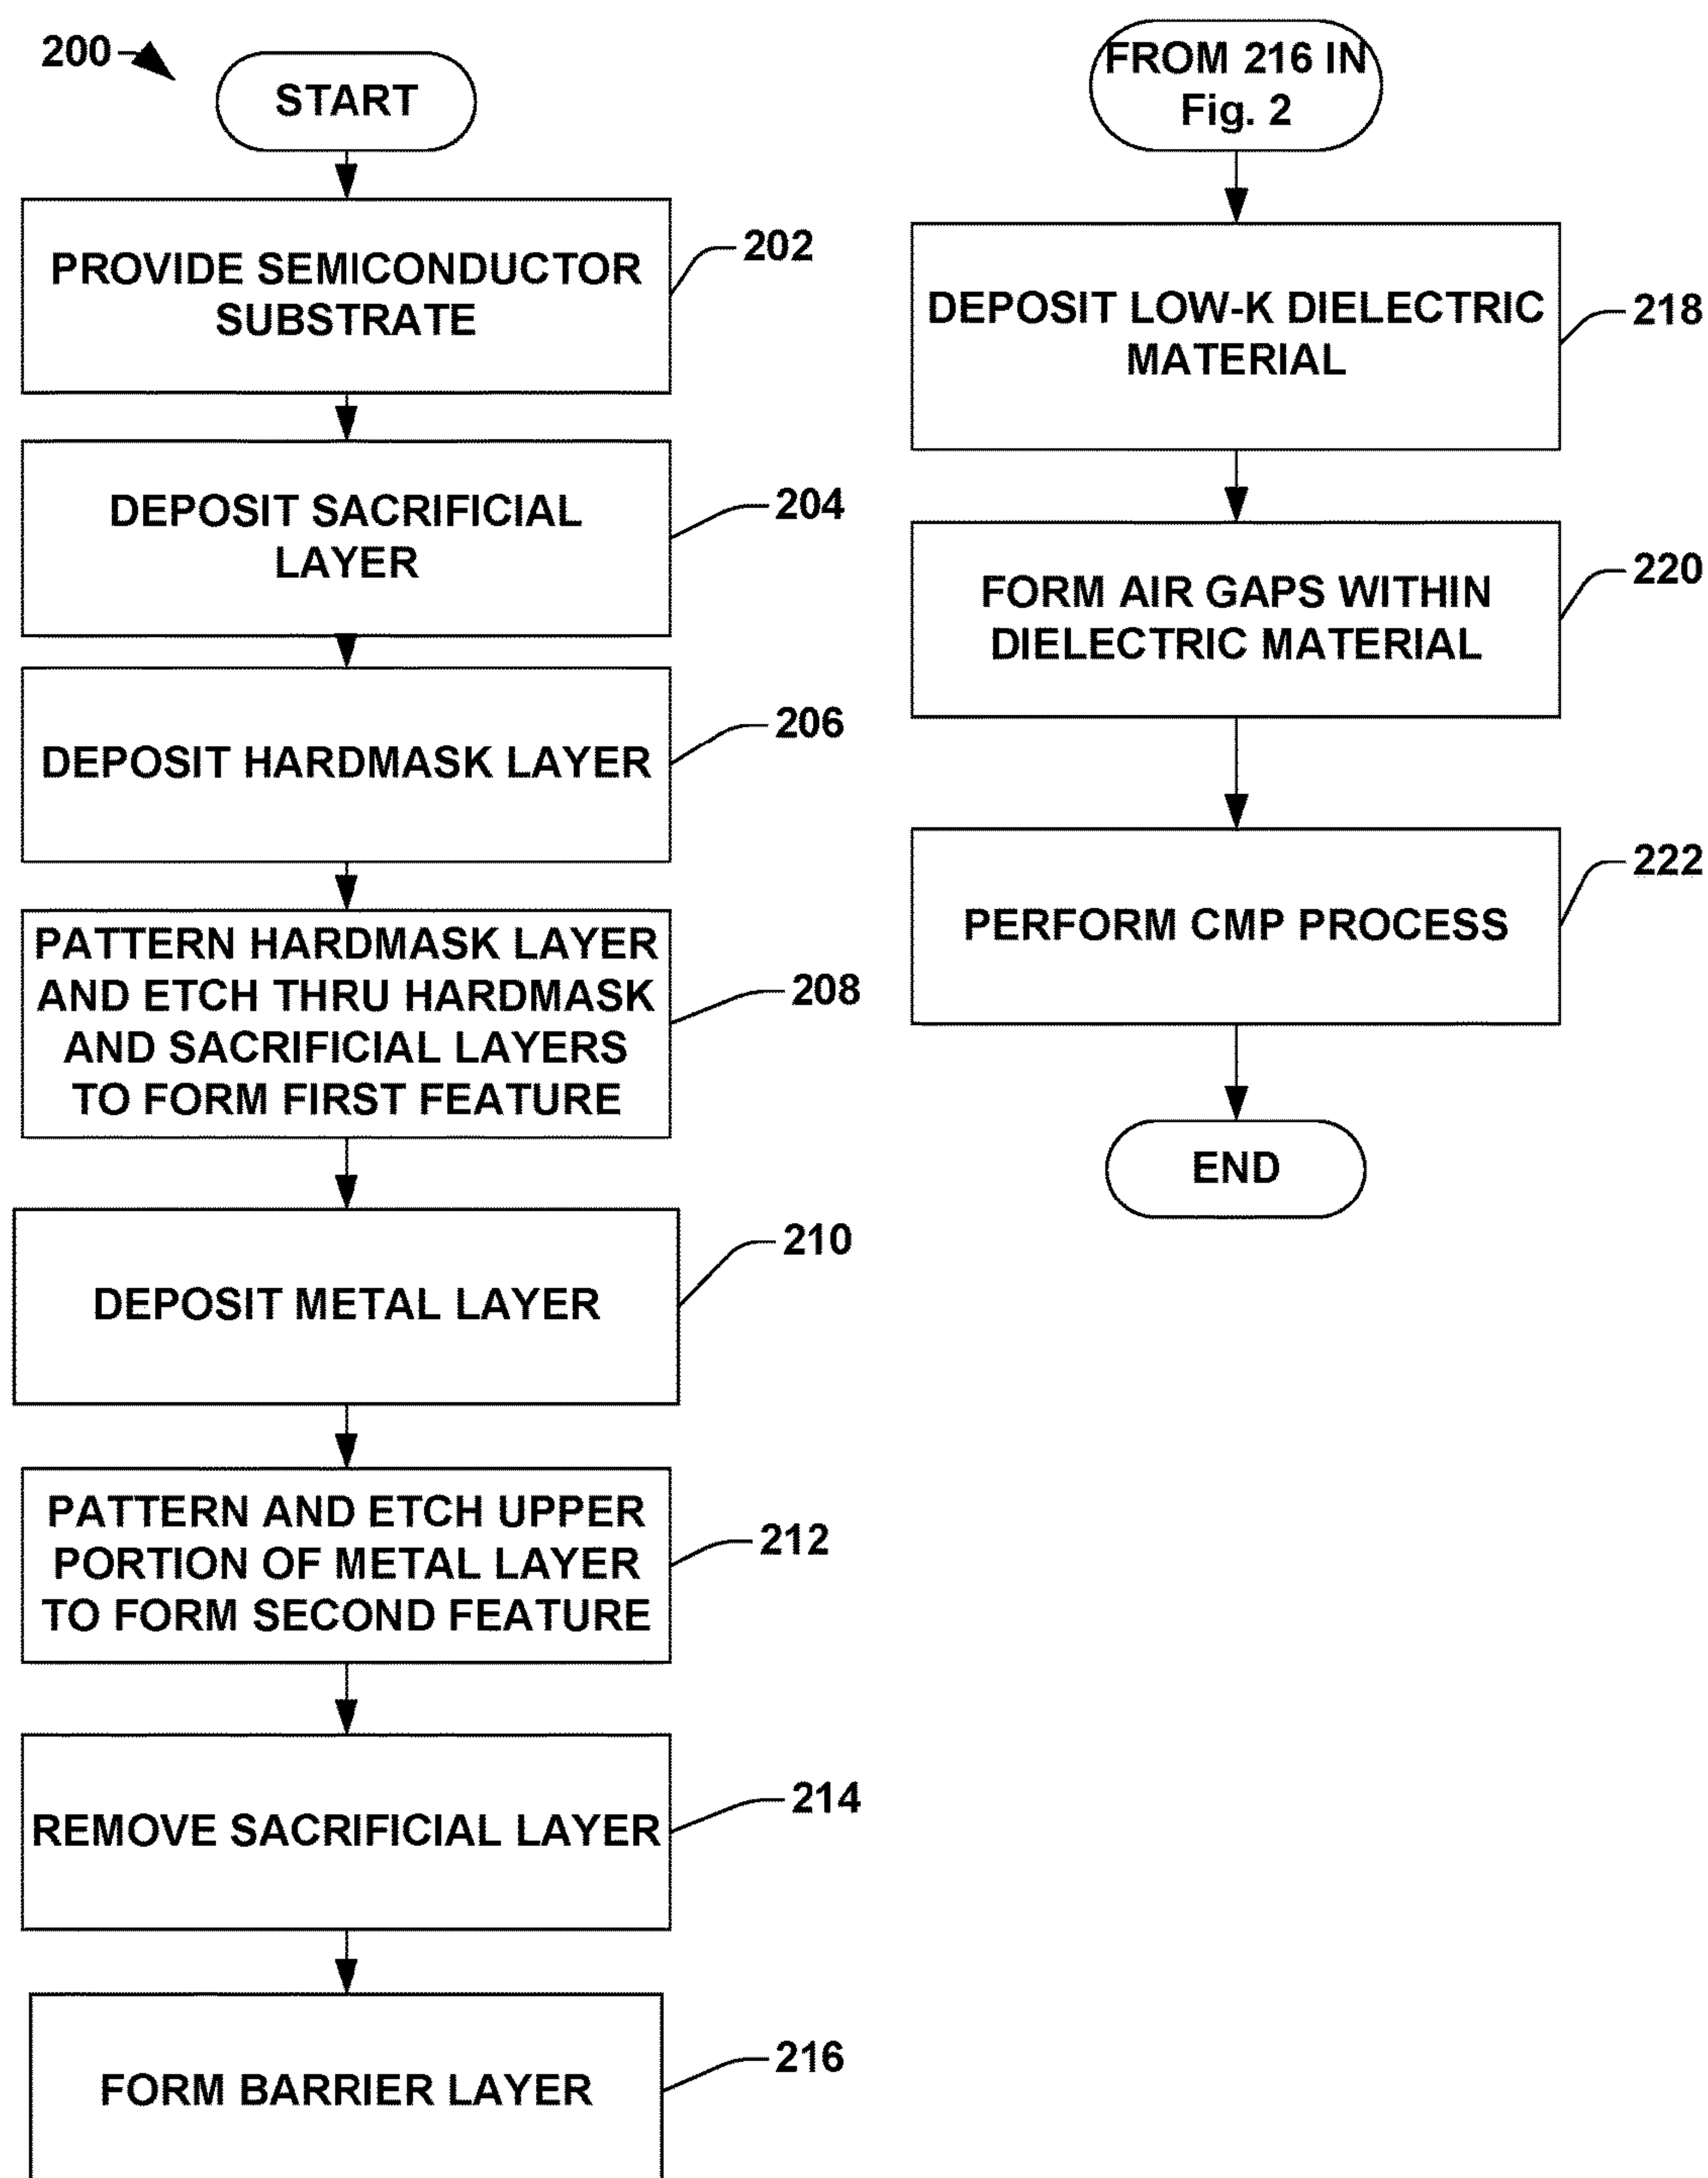 200
START
PROVIDE SEMICONDUCTOR
SUBSTRATE
202
DEPOSIT SACRIFICIAL
LAYER
204
DEPOSIT HARDMASK LAYER
206
PATTERN HARDMASK LAYER
AND ETCH THRU HARDMASK
AND SACRIFICIAL LAYERS
TO FORM FIRST FEATURE
208
DEPOSIT METAL LAYER
210
PATTERN AND ETCH UPPER
PORTION OF METAL LAYER
TO FORM SECOND FEATURE
212
REMOVE SACRIFICIAL LAYER
214
FORM BARRIER LAYER
216
FROM 216 IN
Fig. 2
DEPOSIT LOW-K DIELECTRIC
MATERIAL
218
FORM AIR GAPS WITHIN
DIELECTRIC MATERIAL
220
PERFORM CMP PROCESS
222
END